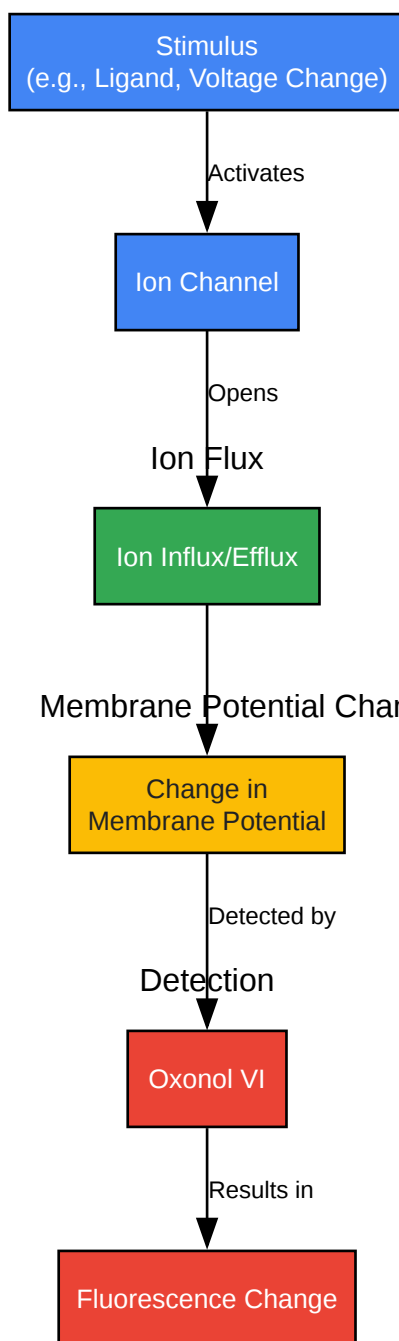 Stimulus
(e.g., Ligand, Voltage Change)
Activates
Ion Channel
Opens
Ion Flux
Ion Influx/Efflux
Membrane Potential Cha
Change in
Membrane Potential
Detected by
Detection
Oxonol VI
Results in
Fluorescence Change